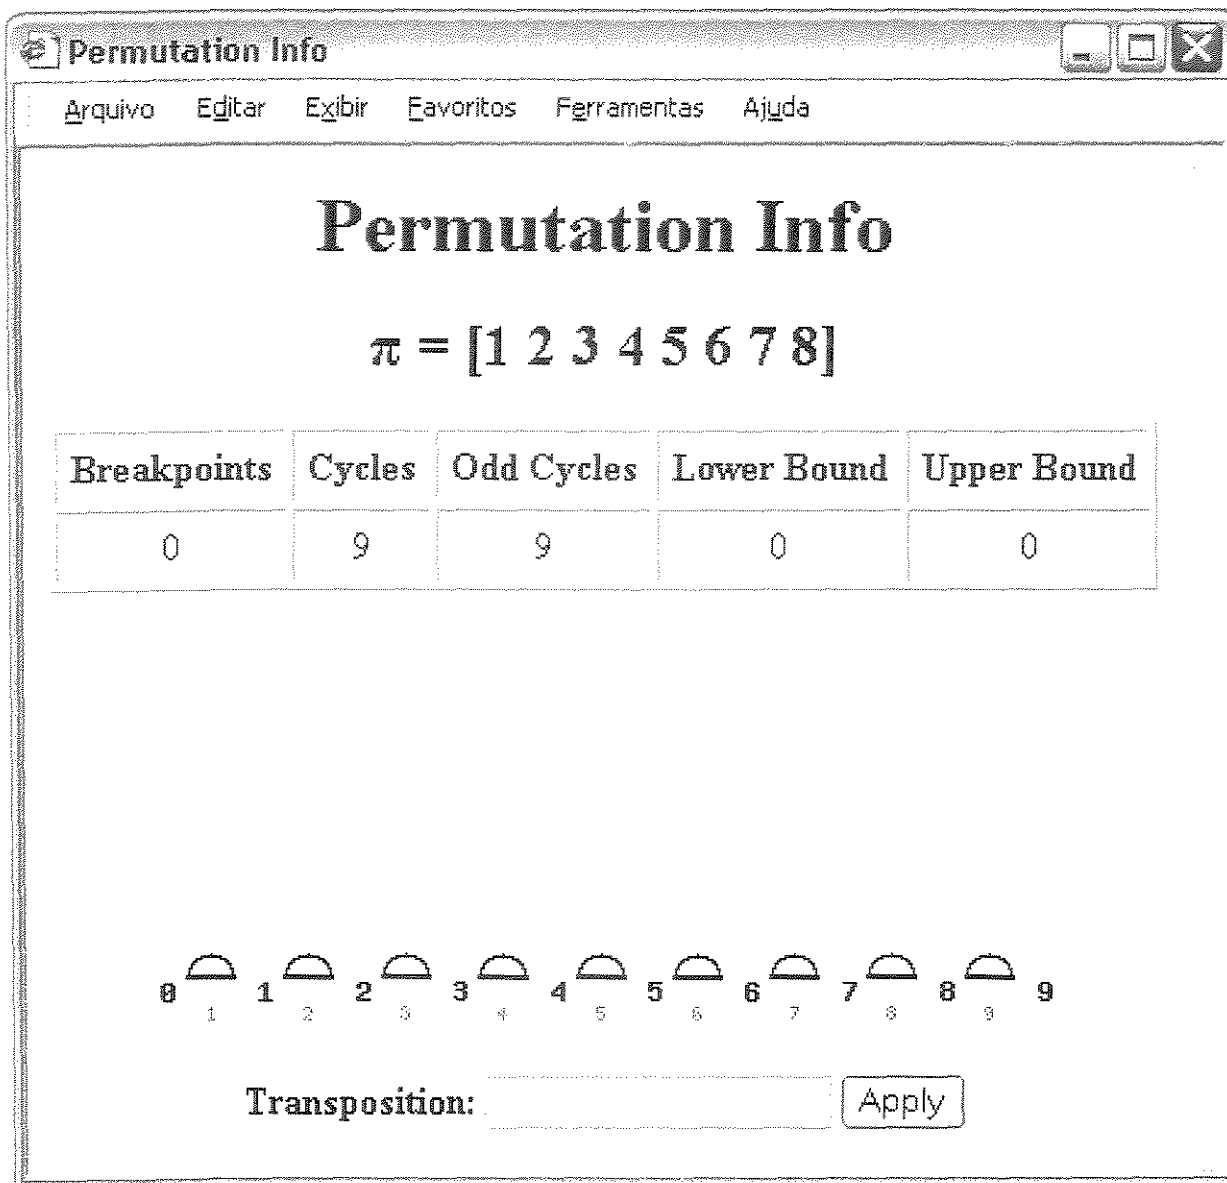 Permutation Info
Arquivo Editar Exibir Favoritos Ferramentas Ajuda
Permutation Info
π = [1 2 3 4 5 6 7 8]
Breakpoints Cycles Odd Cycles Lower Bound Upper Bound
0 9 9 0 0
0 1 2 3 4 5 6 7 8 9
1 2 3 4 5 6 7 8 9
Transposition: Apply